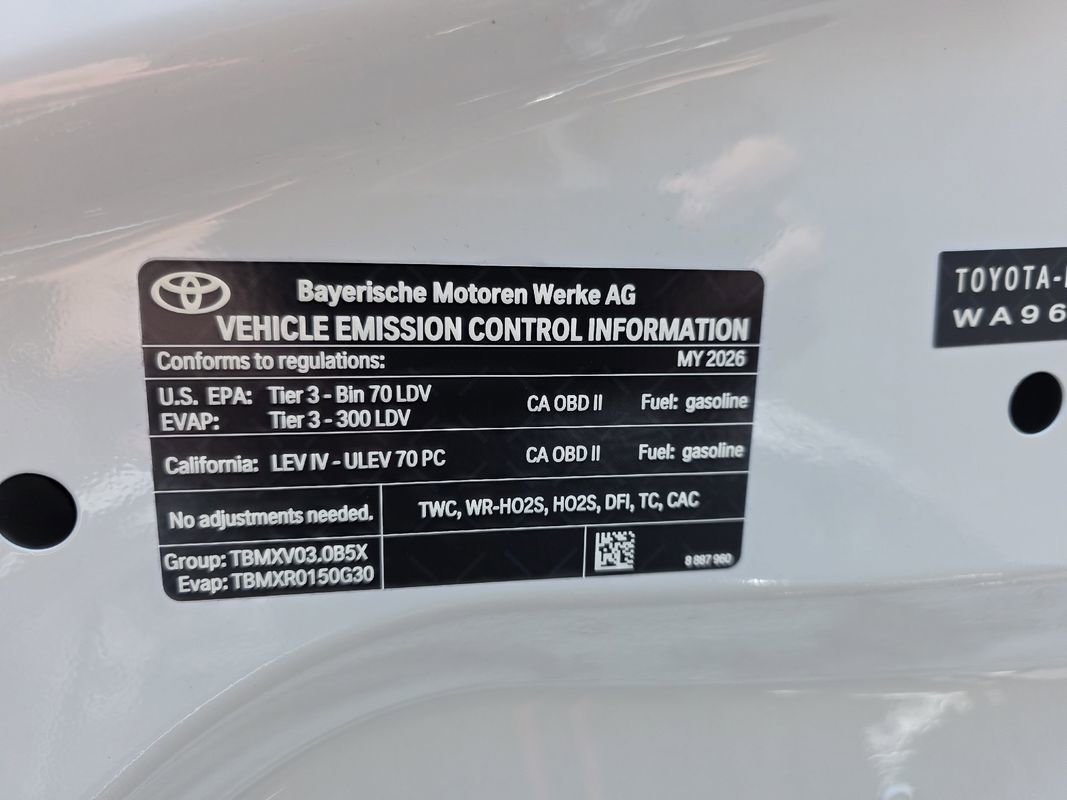 Bayerische Motoren Werke AG
VEHICLE EMISSION CONTROL INFORMATION
Conforms to regulations: MY 2026
U.S. EPA: Tier 3 - Bin 70 LDV CA OBD II Fuel: gasoline
EVAP: Tier 3 - 300 LDV
California: LEV IV - ULEV 70 PC CA OBD II Fuel: gasoline
No adjustments needed. TWC, WR-HO2S, HO2S, DFI, TC, CAC
Group: TBMXV03.0B5X
Evap: TBMXR0150G30
8 887 960
TOYOTA-
WA96